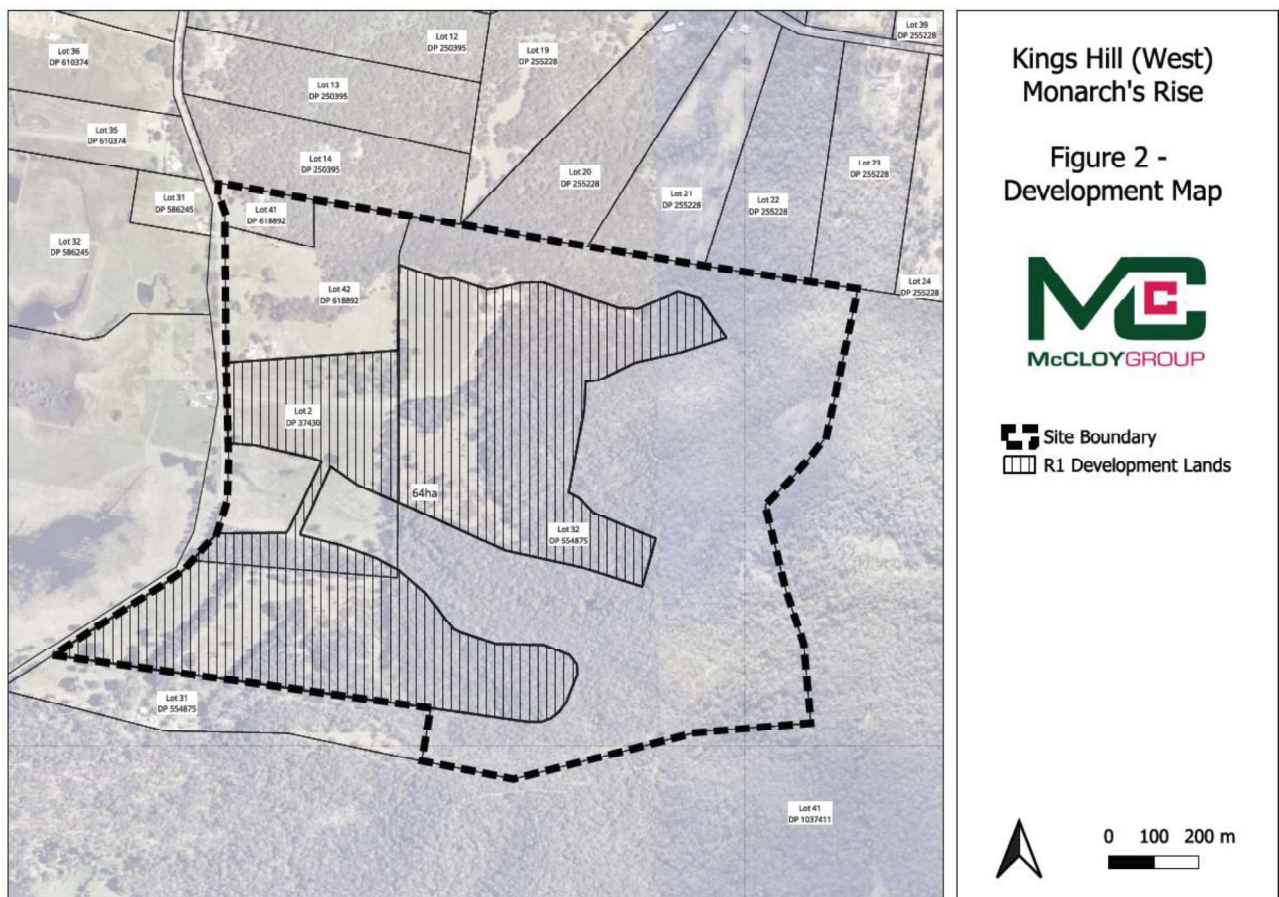 Lot 36
DP 610374
Lot 12
DP 250395
Lot 19
DP 255228
Lot 39
DP 255228
Lot 13
DP 250395
Lot 35
DP 610374
Lot 14
DP 250395
Lot 20
DP 255228
Lot 21
DP 255228
Lot 22
DP 255228
Lot 23
DP 255228
Lot 31
DP 586245
Lot 41
DP 618892
Lot 32
DP 586245
Lot 42
DP 618892
Lot 24
DP 255228
Lot 2
DP 37430
64ha
Lot 32
DP 554875
Lot 31
DP 554875
Lot 41
DP 1037411
Kings Hill (West)
Monarch's Rise
Figure 2 -
Development Map
MCC
McCLOYGROUP
Site Boundary
R1 Development Lands
0 100 200 m